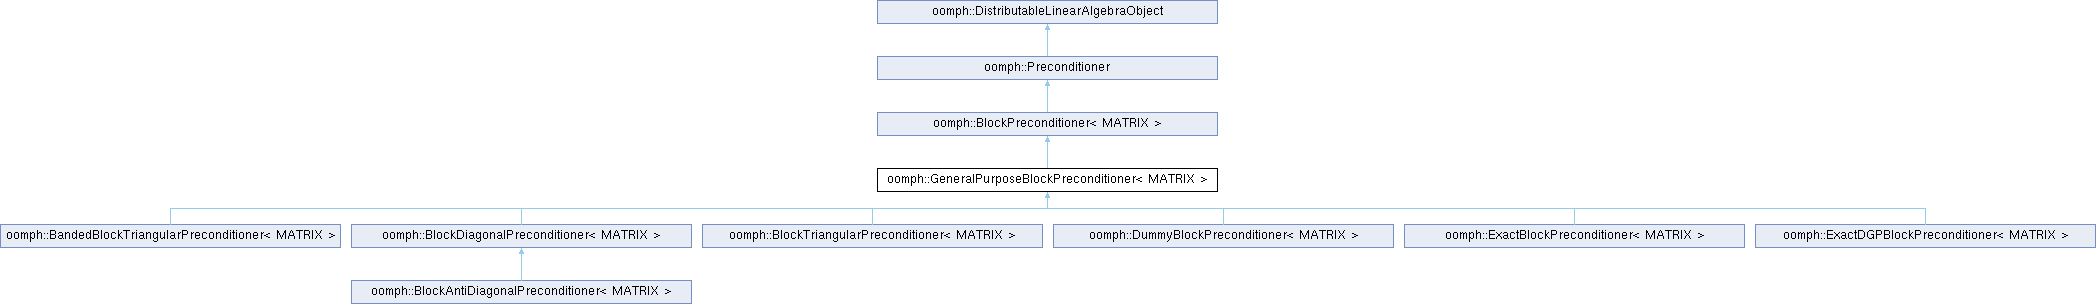 oomph::DistributableLinearAlgebraObject
oomph::Preconditioner
oomph::BlockPreconditioner< MATRIX >
oomph::GeneralPurposeBlockPreconditioner< MATRIX >
oomph::BandedBlockTriangularPreconditioner< MATRIX >
oomph::BlockDiagonalPreconditioner< MATRIX >
oomph::BlockTriangularPreconditioner< MATRIX >
oomph::DummyBlockPreconditioner< MATRIX >
oomph::ExactBlockPreconditioner< MATRIX >
oomph::ExactDGPBlockPreconditioner< MATRIX >
oomph::BlockAntiDiagonalPreconditioner< MATRIX >